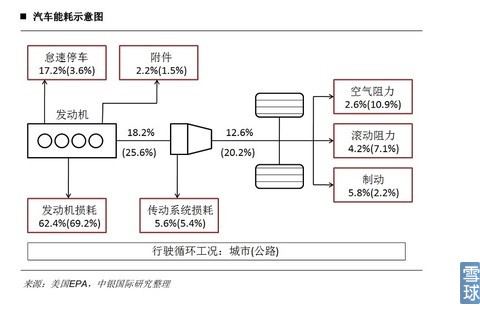 ■ 汽车能耗示意图
怠速停车
17.2%(3.6%)
附件
2.2%(1.5%)
发动机
18.2%
(25.6%)
12.6%
(20.2%)
空气阻力
2.6%(10.9%)
滚动阻力
4.2%(7.1%)
制动
5.8%(2.2%)
发动机损耗
62.4%(69.2%)
传动系统损耗
5.6%(5.4%)
行驶循环工况：城市(公路)
来源：美国EPA，中银国际研究整理
雪球